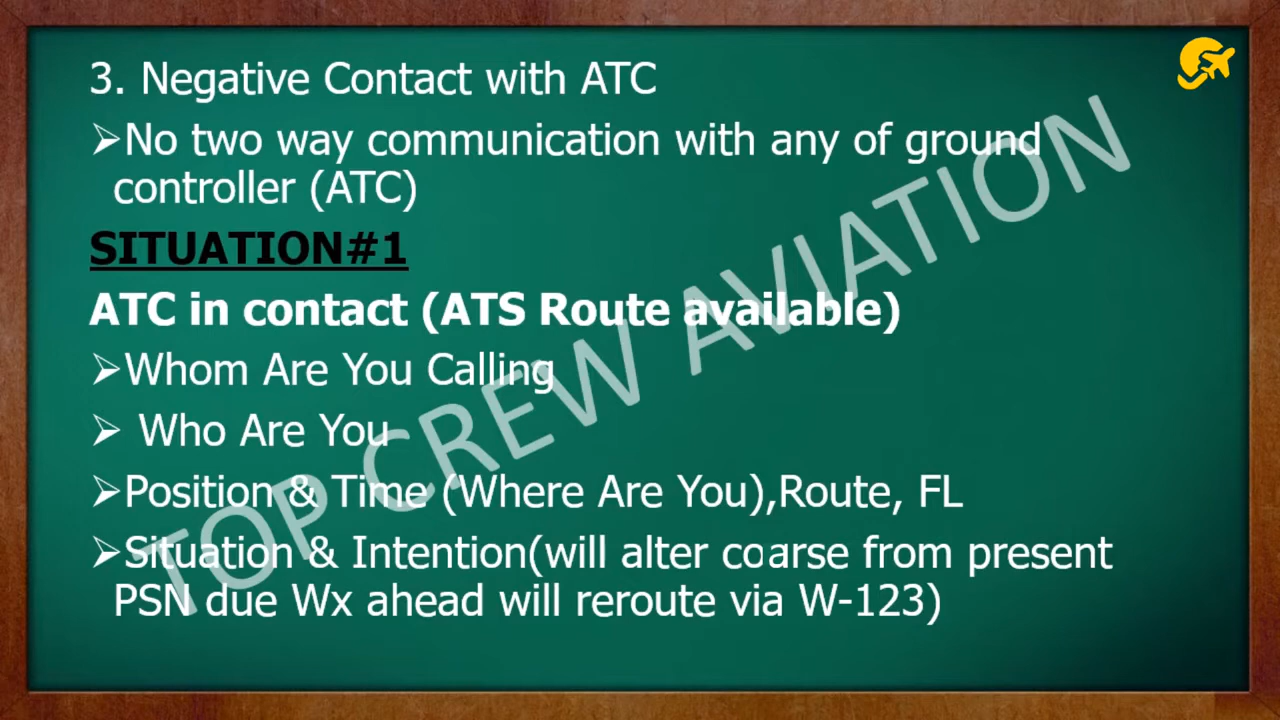 3. Negative Contact with ATC
➢No two way communication with any of ground
controller (ATC)
SITUATION#1
ATC in contact (ATS Route available)
➢Whom Are You Calling
➢ Who Are You
➢Position & Time (Where Are You),Route, FL
➢Situation & Intention(will alter coarse from present
PSN due Wx ahead will reroute via W-123)
TOP CREW AVIATION